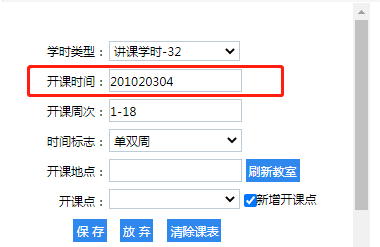 学时类型： 讲课学时-32
开课时间： 201020304
开课周次： 1-18
时间标志： 单双周
开课地点： 刷新教室
开课点： 新增开课点
保存 放弃 清除课表